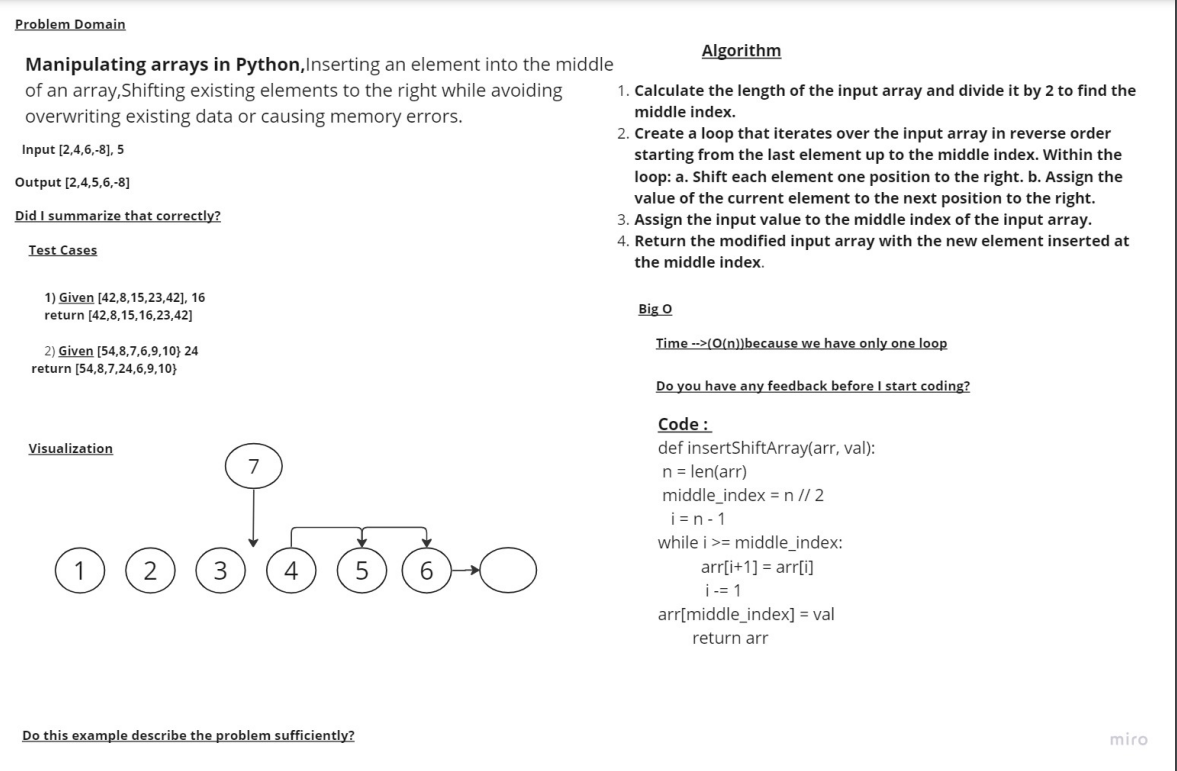 Problem Domain
Manipulating arrays in Python,Inserting an element into the middle
of an array,Shifting existing elements to the right while avoiding
overwriting existing data or causing memory errors.
Input [2,4,6,-8], 5
Output [2,4,5,6,-8]
Did I summarize that correctly?
Test Cases
1) Given [42,8,15,23,42], 16
return [42,8,15,16,23,42]
2) Given [54,8,7,6,9,10} 24
return [54,8,7,24,6,9,10}
Visualization
7
1 2 3 4 5 6
Do this example describe the problem sufficiently?
Algorithm
1. Calculate the length of the input array and divide it by 2 to find the
middle index.
2. Create a loop that iterates over the input array in reverse order
starting from the last element up to the middle index. Within the
loop: a. Shift each element one position to the right. b. Assign the
value of the current element to the next position to the right.
3. Assign the input value to the middle index of the input array.
4. Return the modified input array with the new element inserted at
the middle index.
Big O
Time -->(O(n))because we have only one loop
Do you have any feedback before I start coding?
Code :
def insertShiftArray(arr, val):
n = len(arr)
middle_index = n // 2
i = n - 1
while i >= middle_index:
arr[i+1] = arr[i]
i -= 1
arr[middle_index] = val
return arr
miro